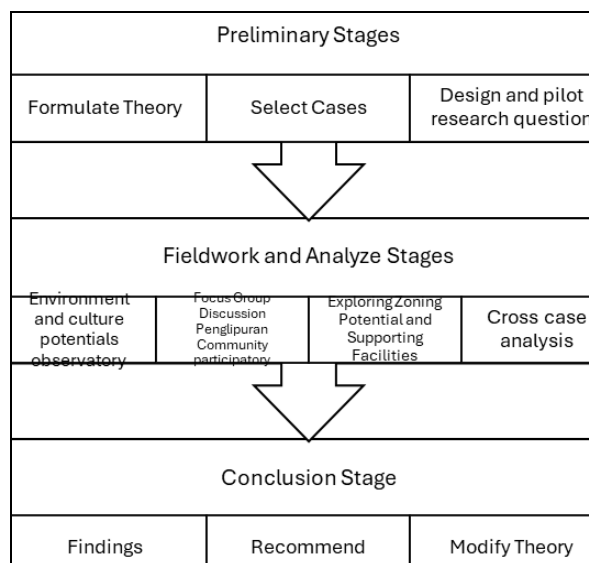 Preliminary Stages
Formulate Theory
Select Cases
Design and pilot
research question
Fieldwork and Analyze Stages
Environment
and culture
potentials
observatory
Focus Group
Discussion
Penglipuran
Community
participatory
Exploring Zoning
Potential and
Supporting
Facilities
Cross case
analysis
Conclusion Stage
Findings
Recommend
Modify Theory